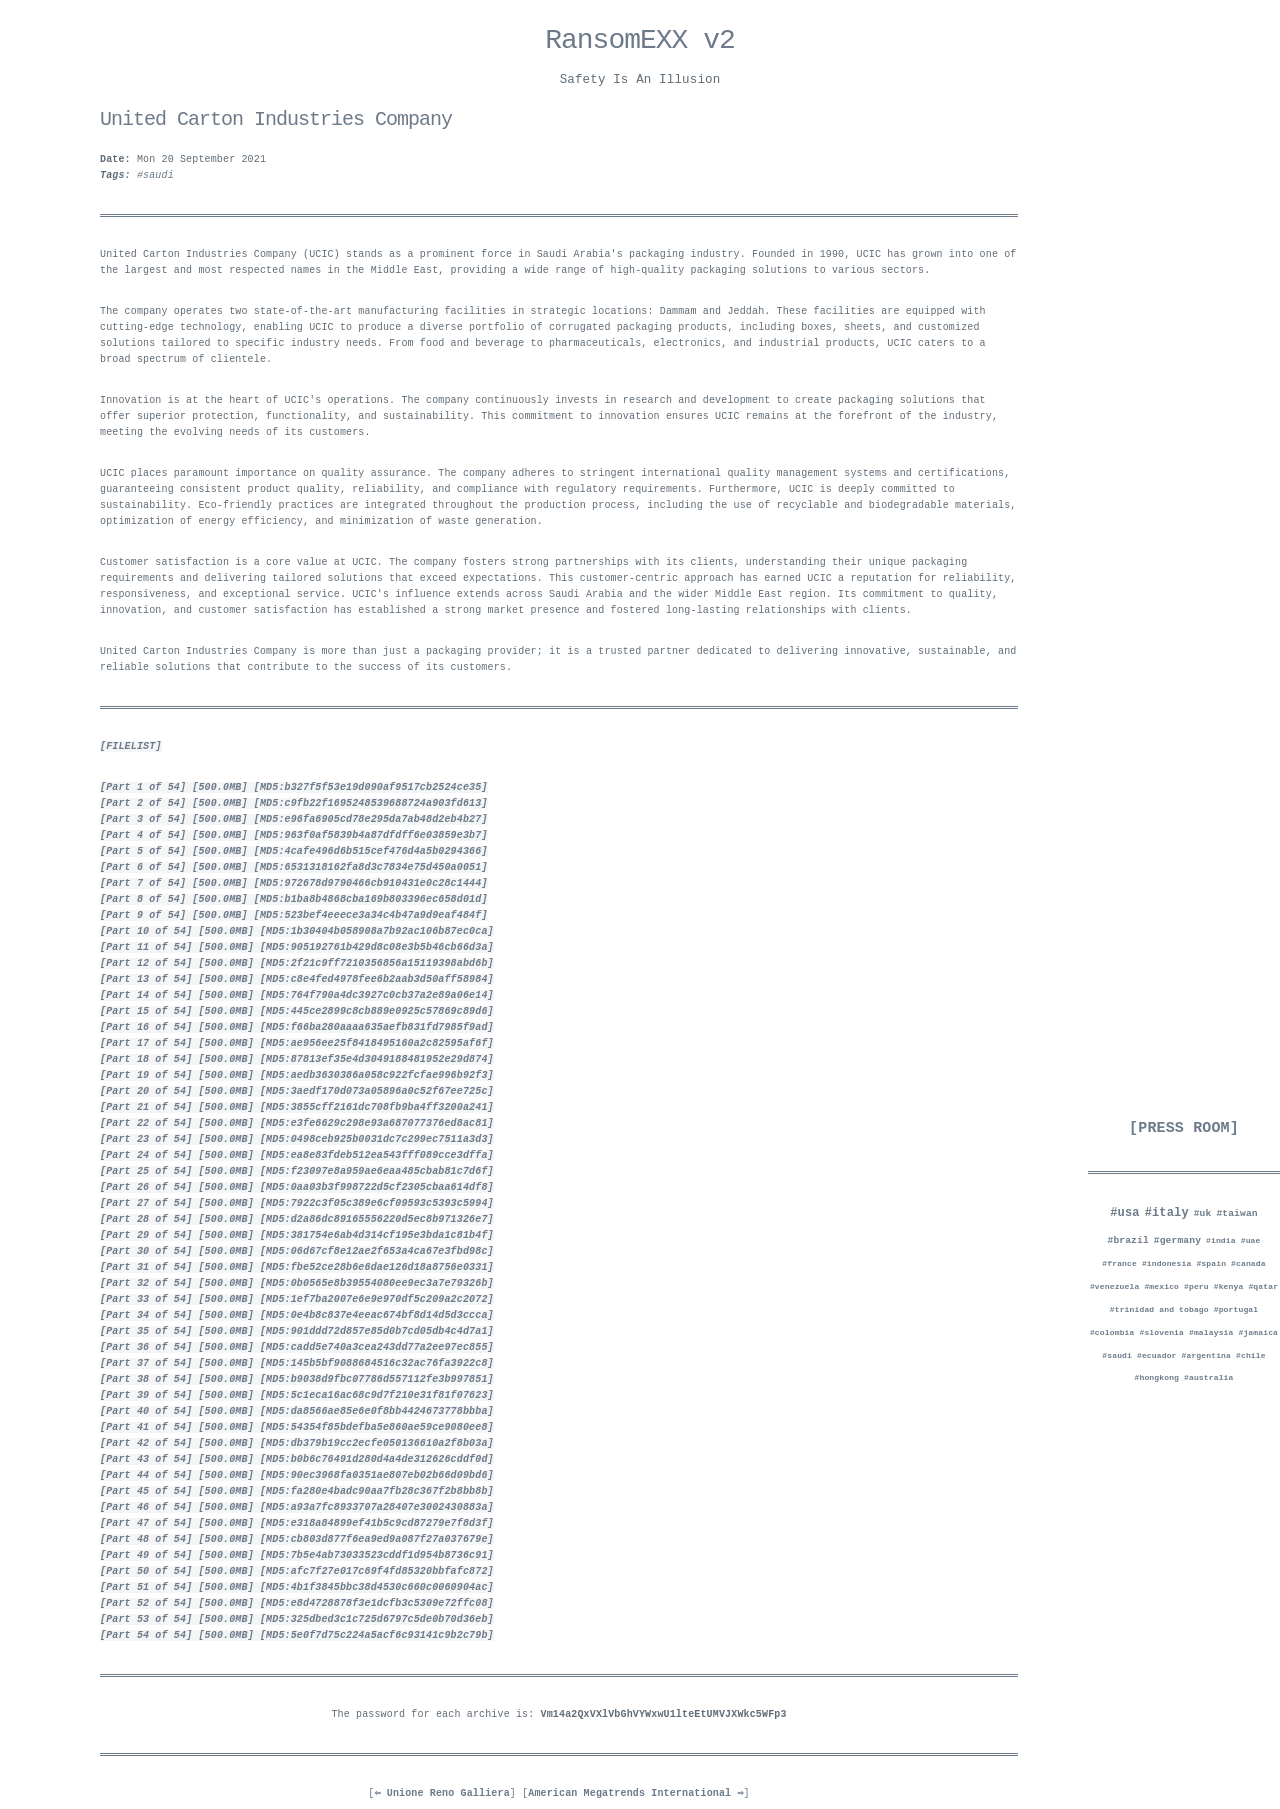 RansomEXX v2
Safety Is An Illusion
United Carton Industries Company
Date: Mon 20 September 2021
Tags: #saudi
United Carton Industries Company (UCIC) stands as a prominent force in Saudi Arabia's packaging industry. Founded in 1990, UCIC has grown into one of
the largest and most respected names in the Middle East, providing a wide range of high-quality packaging solutions to various sectors.
The company operates two state-of-the-art manufacturing facilities in strategic locations: Dammam and Jeddah. These facilities are equipped with
cutting-edge technology, enabling UCIC to produce a diverse portfolio of corrugated packaging products, including boxes, sheets, and customized
solutions tailored to specific industry needs. From food and beverage to pharmaceuticals, electronics, and industrial products, UCIC caters to a
broad spectrum of clientele.
Innovation is at the heart of UCIC's operations. The company continuously invests in research and development to create packaging solutions that
offer superior protection, functionality, and sustainability. This commitment to innovation ensures UCIC remains at the forefront of the industry,
meeting the evolving needs of its customers.
UCIC places paramount importance on quality assurance. The company adheres to stringent international quality management systems and certifications,
guaranteeing consistent product quality, reliability, and compliance with regulatory requirements. Furthermore, UCIC is deeply committed to
sustainability. Eco-friendly practices are integrated throughout the production process, including the use of recyclable and biodegradable materials,
optimization of energy efficiency, and minimization of waste generation.
Customer satisfaction is a core value at UCIC. The company fosters strong partnerships with its clients, understanding their unique packaging
requirements and delivering tailored solutions that exceed expectations. This customer-centric approach has earned UCIC a reputation for reliability,
responsiveness, and exceptional service. UCIC's influence extends across Saudi Arabia and the wider Middle East region. Its commitment to quality,
innovation, and customer satisfaction has established a strong market presence and fostered long-lasting relationships with clients.
United Carton Industries Company is more than just a packaging provider; it is a trusted partner dedicated to delivering innovative, sustainable, and
reliable solutions that contribute to the success of its customers.
[FILELIST]
[Part 1 of 54] [500.0MB] [MD5:b327f5f53e19d090af9517cb2524ce35]
[Part 2 of 54] [500.0MB] [MD5:c9fb22f1695248539688724a903fd613]
[Part 3 of 54] [500.0MB] [MD5:e96fa6905cd78e295da7ab48d2eb4b27]
[Part 4 of 54] [500.0MB] [MD5:963f0af5839b4a87dfdff6e03859e3b7]
[Part 5 of 54] [500.0MB] [MD5:4cafe496d6b515cef476d4a5b0294366]
[Part 6 of 54] [500.0MB] [MD5:6531318162fa8d3c7834e75d450a0051]
[Part 7 of 54] [500.0MB] [MD5:972678d9790466cb910431e0c28c1444]
[Part 8 of 54] [500.0MB] [MD5:b1ba8b4868cba169b803396ec658d01d]
[Part 9 of 54] [500.0MB] [MD5:523bef4eeece3a34c4b47a9d9eaf484f]
[Part 10 of 54] [500.0MB] [MD5:1b30404b058908a7b92ac106b87ec0ca]
[Part 11 of 54] [500.0MB] [MD5:905192761b429d8c08e3b5b46cb66d3a]
[Part 12 of 54] [500.0MB] [MD5:2f21c9ff7210356856a15119398abd6b]
[Part 13 of 54] [500.0MB] [MD5:c8e4fed4978fee6b2aab3d50aff58984]
[Part 14 of 54] [500.0MB] [MD5:764f790a4dc3927c0cb37a2e89a06e14]
[Part 15 of 54] [500.0MB] [MD5:445ce2899c8cb889e0925c57869c89d6]
[Part 16 of 54] [500.0MB] [MD5:f66ba280aaaa635aefb831fd7985f9ad]
[Part 17 of 54] [500.0MB] [MD5:ae956ee25f8418495160a2c82595af6f]
[Part 18 of 54] [500.0MB] [MD5:87813ef35e4d3049188481952e29d874]
[Part 19 of 54] [500.0MB] [MD5:aedb3630386a058c922fcfae996b92f3]
[Part 20 of 54] [500.0MB] [MD5:3aedf170d073a05896a0c52f67ee725c]
[Part 21 of 54] [500.0MB] [MD5:3855cff2161dc708fb9ba4ff3200a241]
[Part 22 of 54] [500.0MB] [MD5:e3fe6629c298e93a687077376ed8ac81]
[Part 23 of 54] [500.0MB] [MD5:0498ceb925b0031dc7c299ec7511a3d3]
[Part 24 of 54] [500.0MB] [MD5:ea8e83fdeb512ea543fff089cce3dffa]
[Part 25 of 54] [500.0MB] [MD5:f23097e8a959ae6eaa485cbab81c7d6f]
[Part 26 of 54] [500.0MB] [MD5:0aa03b3f998722d5cf2305cbaa614df8]
[Part 27 of 54] [500.0MB] [MD5:7922c3f05c389e6cf09593c5393c5994]
[Part 28 of 54] [500.0MB] [MD5:d2a86dc89165556220d5ec8b971326e7]
[Part 29 of 54] [500.0MB] [MD5:381754e6ab4d314cf195e3bda1c81b4f]
[Part 30 of 54] [500.0MB] [MD5:06d67cf8e12ae2f653a4ca67e3fbd98c]
[Part 31 of 54] [500.0MB] [MD5:fbe52ce28b6e6dae126d18a8756e0331]
[Part 32 of 54] [500.0MB] [MD5:0b0565e8b39554080ee9ec3a7e79326b]
[Part 33 of 54] [500.0MB] [MD5:1ef7ba2007e6e9e970df5c209a2c2072]
[Part 34 of 54] [500.0MB] [MD5:0e4b8c837e4eeac674bf8d14d5d3ccca]
[Part 35 of 54] [500.0MB] [MD5:901ddd72d857e85d0b7cd05db4c4d7a1]
[Part 36 of 54] [500.0MB] [MD5:cadd5e740a3cea243dd77a2ee97ec855]
[Part 37 of 54] [500.0MB] [MD5:145b5bf9088684516c32ac76fa3922c8]
[Part 38 of 54] [500.0MB] [MD5:b9038d9fbc07786d557112fe3b997851]
[Part 39 of 54] [500.0MB] [MD5:5c1eca16ac68c9d7f210e31f81f07623]
[Part 40 of 54] [500.0MB] [MD5:da8566ae85e6e0f8bb4424673778bbba]
[Part 41 of 54] [500.0MB] [MD5:54354f85bdefba5e860ae59ce9080ee8]
[Part 42 of 54] [500.0MB] [MD5:db379b19cc2ecfe050136610a2f8b03a]
[Part 43 of 54] [500.0MB] [MD5:b0b6c76491d280d4a4de312626cddf0d]
[Part 44 of 54] [500.0MB] [MD5:90ec3968fa0351ae807eb02b66d09bd6]
[Part 45 of 54] [500.0MB] [MD5:fa280e4badc90aa7fb28c367f2b8bb8b]
[Part 46 of 54] [500.0MB] [MD5:a93a7fc8933707a28407e3002430883a]
[Part 47 of 54] [500.0MB] [MD5:e318a84899ef41b5c9cd87279e7f8d3f]
[Part 48 of 54] [500.0MB] [MD5:cb803d877f6ea9ed9a087f27a037679e]
[Part 49 of 54] [500.0MB] [MD5:7b5e4ab73033523cddf1d954b8736c91]
[Part 50 of 54] [500.0MB] [MD5:afc7f27e017c69f4fd85320bbfafc872]
[Part 51 of 54] [500.0MB] [MD5:4b1f3845bbc38d4530c660c0060904ac]
[Part 52 of 54] [500.0MB] [MD5:e8d4728878f3e1dcfb3c5309e72ffc08]
[Part 53 of 54] [500.0MB] [MD5:325dbed3c1c725d6797c5de0b70d36eb]
[Part 54 of 54] [500.0MB] [MD5:5e0f7d75c224a5acf6c93141c9b2c79b]
The password for each archive is: Vm14a2QxVXlVbGhVYWxwU1lteEtUMVJXWkc5WFp3
[⇐ Unione Reno Galliera] [American Megatrends International ⇒]
[PRESS ROOM]
#usa #italy #uk #taiwan
#brazil #germany #india #uae
#france #indonesia #spain #canada
#venezuela #mexico #peru #kenya #qatar
#trinidad and tobago #portugal
#colombia #slovenia #malaysia #jamaica
#saudi #ecuador #argentina #chile
#hongkong #australia